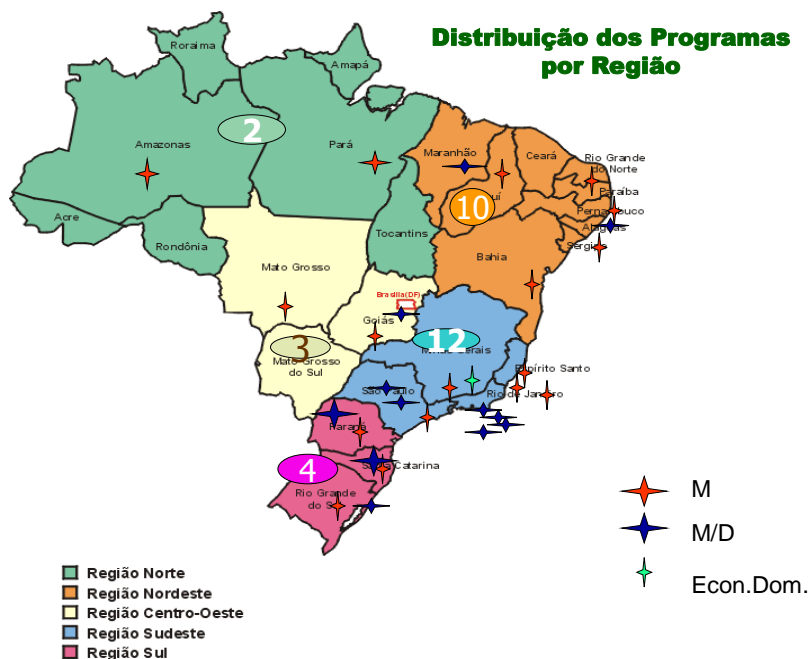 Distribuição dos Programas
por Região
Roraima
Amapá
2
Amazonas
Pará
Maranhão
Ceará
Rio Grande
do Norte
Paraíba
Pernambuco
Alagoas
Sergipe
10
Acre
Rondônia
Tocantins
Bahia
Mato Grosso
Brasília(DF)
Goiás
12
3
Mato Grosso
do Sul
Espírito Santo
São Paulo
Rio de Janeiro
Paraná
4
Santa Catarina
Rio Grande
do Sul
M
M/D
Econ.Dom.
Região Norte
Região Nordeste
Região Centro-Oeste
Região Sudeste
Região Sul